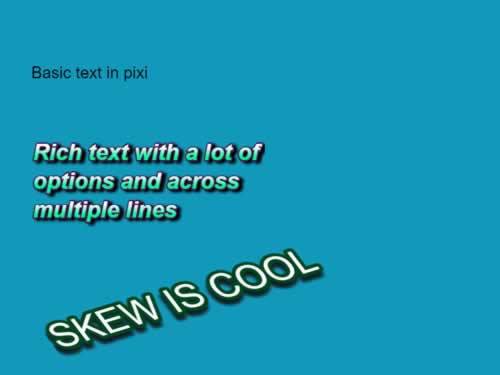 Basic text in pixi
Rich text with a lot of
options and across
multiple lines
SKEW IS COOL